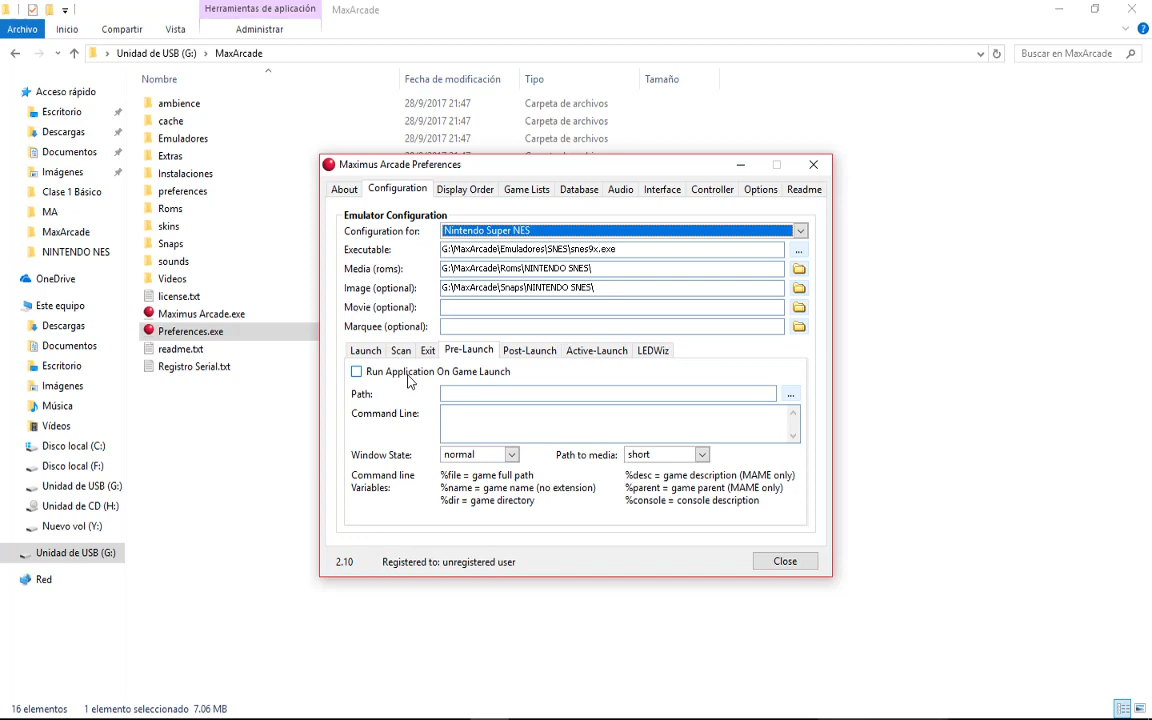 Herramientas de aplicación
MaxArcade
Archivo
Inicio
Compartir
Vista
Administrar
Unidad de USB (G:) > MaxArcade
Buscar en MaxArcade
Nombre
Fecha de modificación
Tipo
Tamaño
Acceso rápido
Escritorio
Descargas
Documentos
Imágenes
Clase 1 Básico
MA
MaxArcade
NINTENDO NES
OneDrive
Este equipo
Descargas
Documentos
Escritorio
Imágenes
Música
Vídeos
Disco local (C:)
Disco local (F:)
Unidad de USB (G:)
Unidad de CD (H:)
Nuevo vol (Y:)
Unidad de USB (G:)
Red
ambience 28/9/2017 21:47 Carpeta de archivos
cache 28/9/2017 21:47 Carpeta de archivos
Emuladores 28/9/2017 21:47 Carpeta de archivos
Extras
Instalaciones
preferences
Roms
skins
Snaps
sounds
Videos
license.txt
Maximus Arcade.exe
Preferences.exe
readme.txt
Registro Serial.txt
Maximus Arcade Preferences
About Configuration Display Order Game Lists Database Audio Interface Controller Options Readme
Emulator Configuration
Configuration for: Nintendo Super NES
Executable: G:\MaxArcade\Emuladores\SNES\snes9x.exe
...
Media (roms): G:\MaxArcade\Roms\NINTENDO SNES\
Image (optional): G:\MaxArcade\Snaps\NINTENDO SNES\
Movie (optional):
Marquee (optional):
Launch Scan Exit Pre-Launch Post-Launch Active-Launch LEDWiz
Run Application On Game Launch
Path:
...
Command Line:
Window State: normal
Path to media: short
Command line
Variables:
%file = game full path
%name = game name (no extension)
%dir = game directory
%desc = game description (MAME only)
%parent = game parent (MAME only)
%console = console description
2.10
Registered to: unregistered user
Close
16 elementos
1 elemento seleccionado 7.06 MB